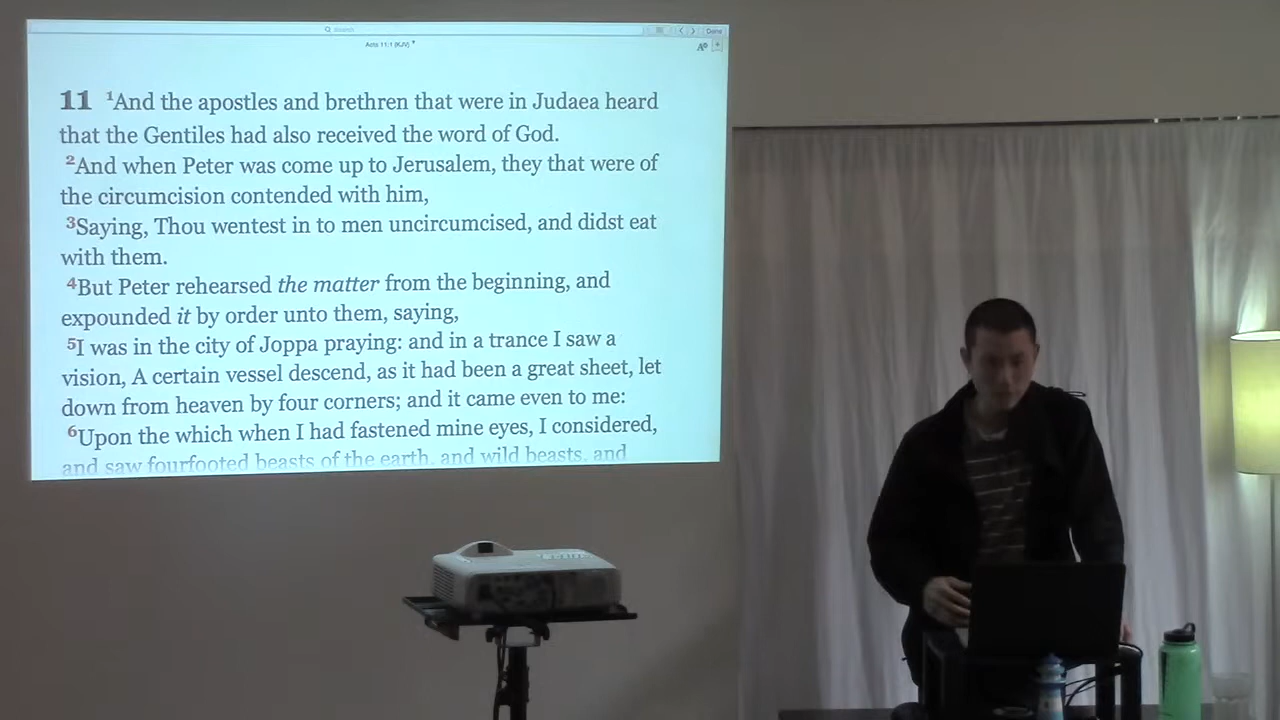 Search
Done
Acts 11:1 (KJV)
11 1And the apostles and brethren that were in Judaea heard
that the Gentiles had also received the word of God.
2And when Peter was come up to Jerusalem, they that were of
the circumcision contended with him,
3Saying, Thou wentest in to men uncircumcised, and didst eat
with them.
4But Peter rehearsed the matter from the beginning, and
expounded it by order unto them, saying,
5I was in the city of Joppa praying: and in a trance I saw a
vision, A certain vessel descend, as it had been a great sheet, let
down from heaven by four corners; and it came even to me:
6Upon the which when I had fastened mine eyes, I considered,
and saw fourfooted beasts of the earth, and wild beasts, and